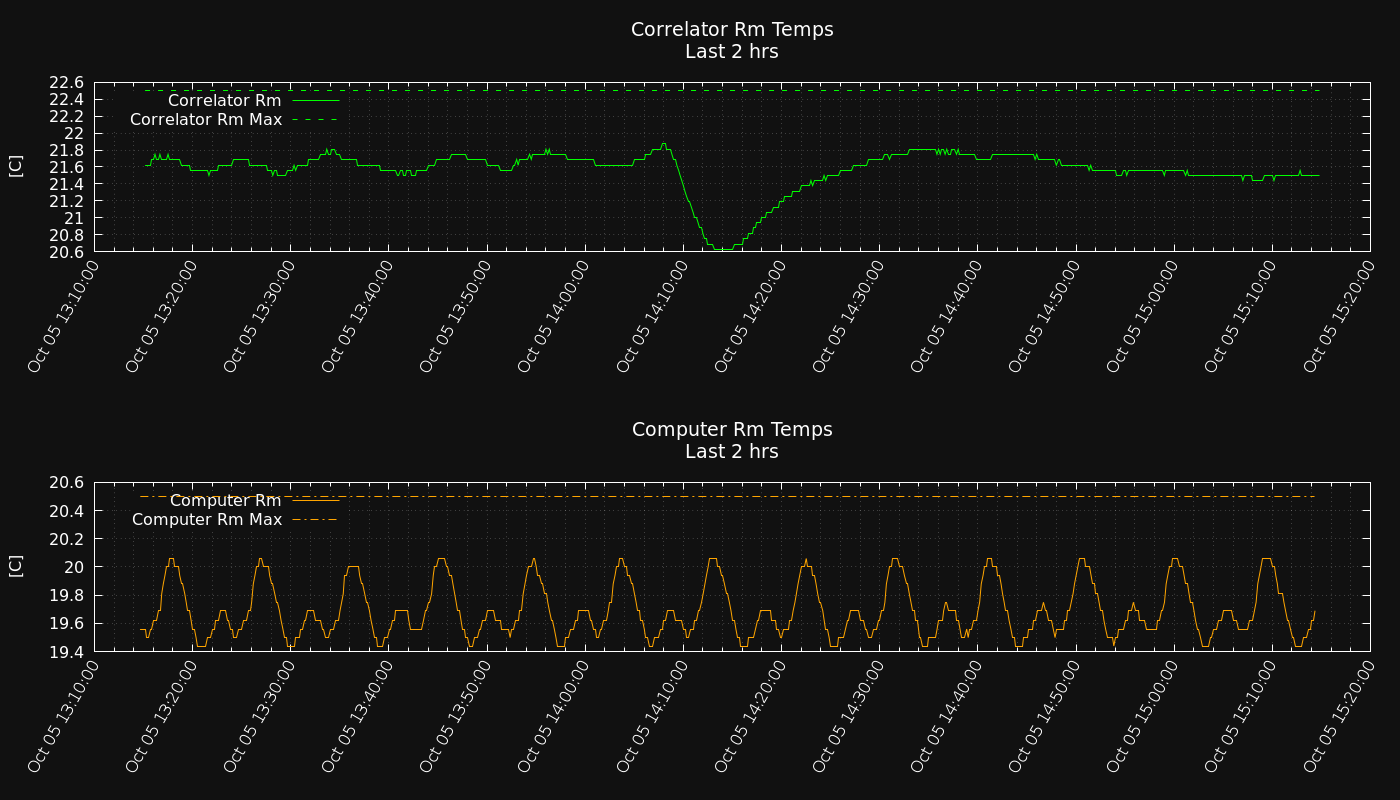 Correlator Rm Temps
Last 2 hrs
[C]
22.6
22.4
22.2
22
21.8
21.6
21.4
21.2
21
20.8
20.6
Correlator Rm
Correlator Rm Max
Oct 05 13:10:00
Oct 05 13:20:00
Oct 05 13:30:00
Oct 05 13:40:00
Oct 05 13:50:00
Oct 05 14:00:00
Oct 05 14:10:00
Oct 05 14:20:00
Oct 05 14:30:00
Oct 05 14:40:00
Oct 05 14:50:00
Oct 05 15:00:00
Oct 05 15:10:00
Oct 05 15:20:00
Computer Rm Temps
Last 2 hrs
[C]
20.6
20.4
20.2
20
19.8
19.6
19.4
Computer Rm
Computer Rm Max
Oct 05 13:10:00
Oct 05 13:20:00
Oct 05 13:30:00
Oct 05 13:40:00
Oct 05 13:50:00
Oct 05 14:00:00
Oct 05 14:10:00
Oct 05 14:20:00
Oct 05 14:30:00
Oct 05 14:40:00
Oct 05 14:50:00
Oct 05 15:00:00
Oct 05 15:10:00
Oct 05 15:20:00